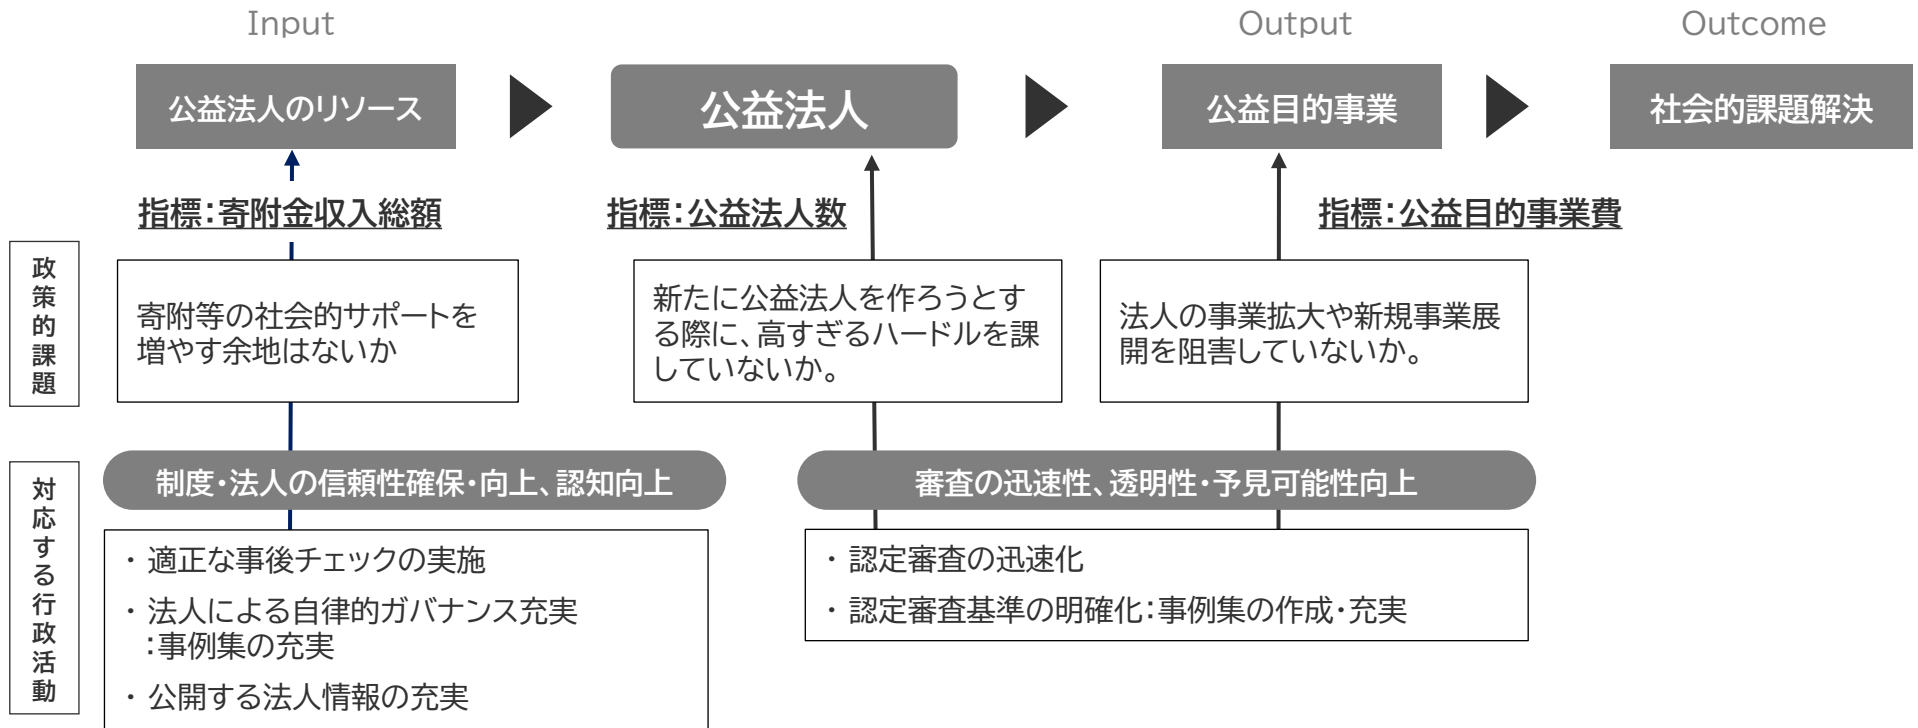 Input
Output
Outcome
公益法人のリソース
公益法人
公益目的事業
社会的課題解決
指標：寄附金収入総額
指標：公益法人数
指標：公益目的事業費
政策的課題
寄附等の社会的サポートを
増やす余地はないか
新たに公益法人を作ろうとす
る際に、高すぎるハードルを課
していないか。
法人の事業拡大や新規事業展
開を阻害していないか。
対応する行政活動
制度・法人の信頼性確保・向上、認知向上
審査の迅速性、透明性・予見可能性向上
・ 適正な事後チェックの実施
・ 法人による自律的ガバナンス充実
：事例集の充実
・ 公開する法人情報の充実
・ 認定審査の迅速化
・ 認定審査基準の明確化：事例集の作成・充実